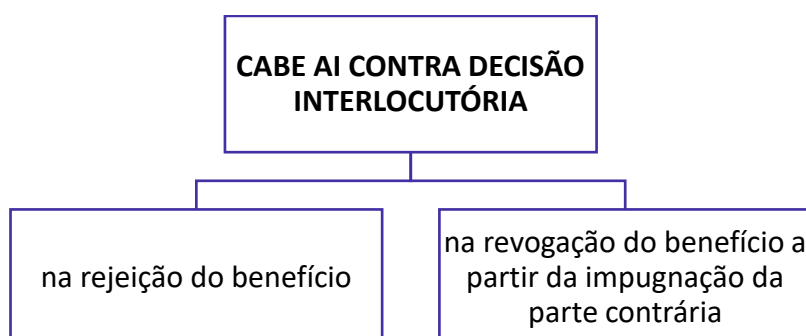 CABE AI CONTRA DECISÃO
INTERLOCUTÓRIA
na rejeição do benefício
na revogação do benefício a
partir da impugnação da
parte contrária